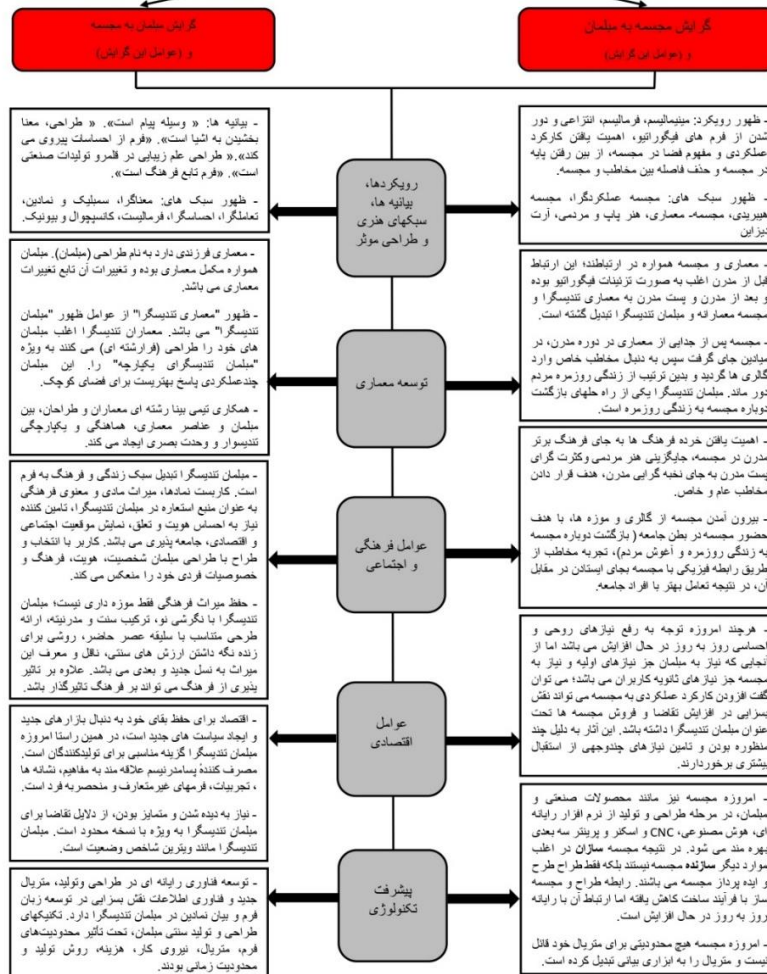 گرایش مجسمه به مبلمان
و (عوامل این گرایش)
گرایش مبلمان به مجسمه
و (عوامل این گرایش)
- ظهور رویکرد: مینیمالیسم، فرمالیسم، انتزاعی و دور
شدن از فرم های فیگوراتیو، اهمیت یافتن کارکرد
عملکردی و مفهوم فضا در مجسمه، از بین رفتن پایه
در مجسمه و حذف فاصله بین مخاطب و مجسمه.
- ظهور سبک های: مجسمه عملکردگرا، مجسمه
هیبریدی، مجسمه- معماری، هنر پاپ و مردمی، آرت
دیزاین
رویکردها،
بیانیه ها،
سبکهای هنری
و طراحی موثر
- بیانیه ها: « وسیله پیام است». « طراحی، معنا
بخشیدن به اشیا است». «فرم از احساسات پیروی می
کند».« طراحی علم زیبایی در قلمرو تولیدات صنعتی
است». «فرم تابع فرهنگ است».
- ظهور سبک های: معناگرا، سمبلیک و نمادین،
تعاملگرا، احساسگرا، فرمالیست، کانسپچوال و بیونیک.
- معماری و مجسمه همواره در ارتباطند؛ این ارتباط
قبل از مدرن اغلب به صورت تزئینات فیگوراتیو بوده
و بعد از مدرن و پست مدرن به معماری تندیسگرا و
مجسمه معمارانه و مبلمان تندیسگرا تبدیل گشته است.
- مجسمه پس از جدایی از معماری در دوره مدرن، در
میادین جای گرفت سپس به دنبال مخاطب خاص وارد
گالری ها گردید و بدین ترتیب از زندگی روزمره مردم
دور ماند. مبلمان تندیسگرا یکی از راه حلهای بازگشت
دوباره مجسمه به زندگی روزمره است.
توسعه معماری
- معماری فرزندی دارد به نام طراحی (مبلمان). مبلمان
همواره مکمل معماری بوده و تغییرات آن تابع تغییرات
معماری می باشد.
- ظهور "معماری تندیسگرا" از عوامل ظهور "مبلمان
تندیسگرا" می باشد. معماران تندیسگرا اغلب مبلمان
های خود را طراحی (فرارشته ای) می کنند به ویژه
"مبلمان تندیسگرای یکپارچه" را. این مبلمان
چندعملکردی پاسخ بهتریست برای فضای کوچک.
- همکاری تیمی بینا رشته ای معماران و طراحان، بین
مبلمان و عناصر معماری، هماهنگی و یکپارچگی
تندیسوار و وحدت بصری ایجاد می کند.
- اهمیت یافتن خرده فرهنگ ها به جای فرهنگ برتر
مدرن در مجسمه، جایگزینی هنر مردمی وکثرت گرای
پست مدرن به جای نخبه گرایی مدرن، هدف قرار دادن
مخاطب عام و خاص.
- بیرون آمدن مجسمه از گالری و موزه ها، با هدف
حضور مجسمه در بطن جامعه ( بازگشت دوباره مجسمه
به زندگی روزمره و آغوش مردم)، تجربه مخاطب از
طریق رابطه فیزیکی با مجسمه بجای ایستادن در مقابل
آن، در نتیجه تعامل بهتر با افراد جامعه.
عوامل فرهنگی
و اجتماعی
- مبلمان تندیسگرا تبدیل سبک زندگی و فرهنگ به فرم
است. کاربست نمادها، میراث مادی و معنوی فرهنگی
به عنوان منبع استعاره در مبلمان تندیسگرا، تامین کننده
نیاز به احساس هویت و تعلق، نمایش موقعیت اجتماعی
و اقتصادی، جامعه پذیری می باشد. کاربر با انتخاب و
طراح با طراحی مبلمان شخصیت، هویت، فرهنگ و
خصوصیات فردی خود را منعکس می کند.
- حفظ میراث فرهنگی فقط موزه داری نیست؛ مبلمان
تندیسگرا با نگرشی نو، ترکیب سنت و مدرنیته، ارائه
طرحی متناسب با سلیقه عصر حاضر، روشی برای
زنده نگه داشتن ارزش های سنتی، ناقل و معرف این
میراث به نسل جدید و بعدی می باشد. علاوه بر تاثیر
پذیری از فرهنگ می تواند بر فرهنگ تاثیرگذار باشد.
- هرچند امروزه توجه به رفع نیازهای روحی و
احساسی روز به روز در حال افزایش می باشد اما از
آنجایی که نیاز به مبلمان جز نیازهای اولیه و نیاز به
مجسمه جز نیازهای ثانویه کاربران می باشد؛ می توان
گفت افزودن کارکرد عملکردی به مجسمه می تواند نقش
بسزایی در افزایش تقاضا و فروش مجسمه ها تحت
عنوان مبلمان تندیسگرا داشته باشد. این آثار به دلیل چند
منظوره بودن و تامین نیازهای چندوجهی از استقبال
بیشتری برخوردارند.
عوامل
اقتصادی
- اقتصاد برای حفظ بقای خود به دنبال بازارهای جدید
و ایجاد سیاست های جدید است، در همین راستا امروزه
مبلمان تندیسگرا گزینه مناسبی برای تولیدکنندگان است.
مصرف کنندهٔ پسامدرنیسم علاقه مند به مفاهیم، نشانه ها
، تجربیات، فرمهای غیرمتعارف و منحصربه فرد است.
- نیاز به دیده شدن و متمایز بودن، از دلایل تقاضا برای
مبلمان تندیسگرا به ویژه با نسخه محدود است. مبلمان
تندیسگرا مانند ویترین شاخص وضعیت است.
- امروزه مجسمه نیز مانند محصولات صنعتی و
مبلمان، در مرحله طراحی و تولید از نرم افزار رایانه
ای، هوش مصنوعی، CNC و اسکنر و پرینتر سه بعدی
بهره مند می شود. در نتیجه مجسمه سازان در اغلب
موارد دیگر سازنده مجسمه نیستند بلکه فقط طراح طرح
و ایده پرداز مجسمه می باشند. رابطه طراح و مجسمه
ساز با فرآیند ساخت کاهش یافته اما ارتباط آن با رایانه
روز به روز در حال افزایش است.
- امروزه مجسمه هیچ محدودیتی برای متریال خود قائل
نیست و متریال را به ابزاری بیانی تبدیل کرده است.
پیشرفت
تکنولوژی
- توسعه فناوری رایانه ای در طراحی وتولید، متریال
جدید و فناوری اطلاعات نقش بسزایی در توسعه زبان
فرم و بیان نمادین در مبلمان تندیسگرا دارد. تکنیکهای
طراحی و تولید سنتی مبلمان، تحت تأثیر محدودیت‌های
فرم، متریال، نیروی کار، هزینه، روش تولید و
محدودیت زمانی بودند.